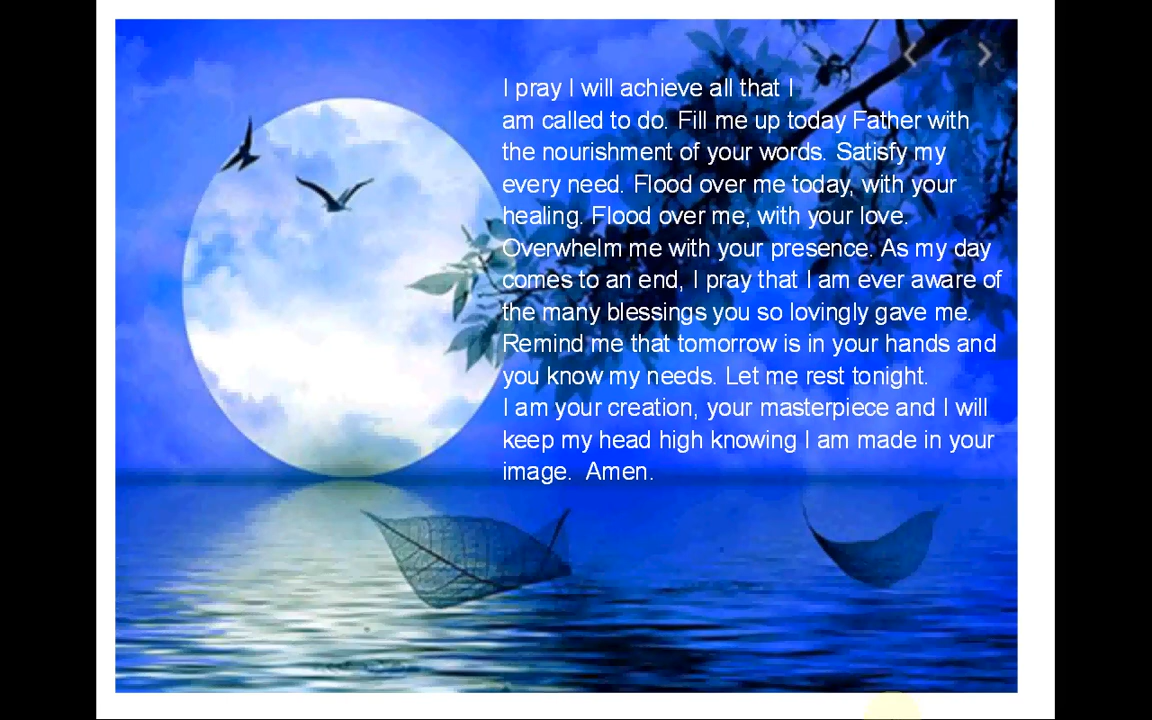 I pray I will achieve all that I
am called to do. Fill me up today Father with
the nourishment of your words. Satisfy my
every need. Flood over me today, with your
healing. Flood over me, with your love.
Overwhelm me with your presence. As my day
comes to an end, I pray that I am ever aware of
the many blessings you so lovingly gave me.
Remind me that tomorrow is in your hands and
you know my needs. Let me rest tonight.
I am your creation, your masterpiece and I will
keep my head high knowing I am made in your
image.  Amen.